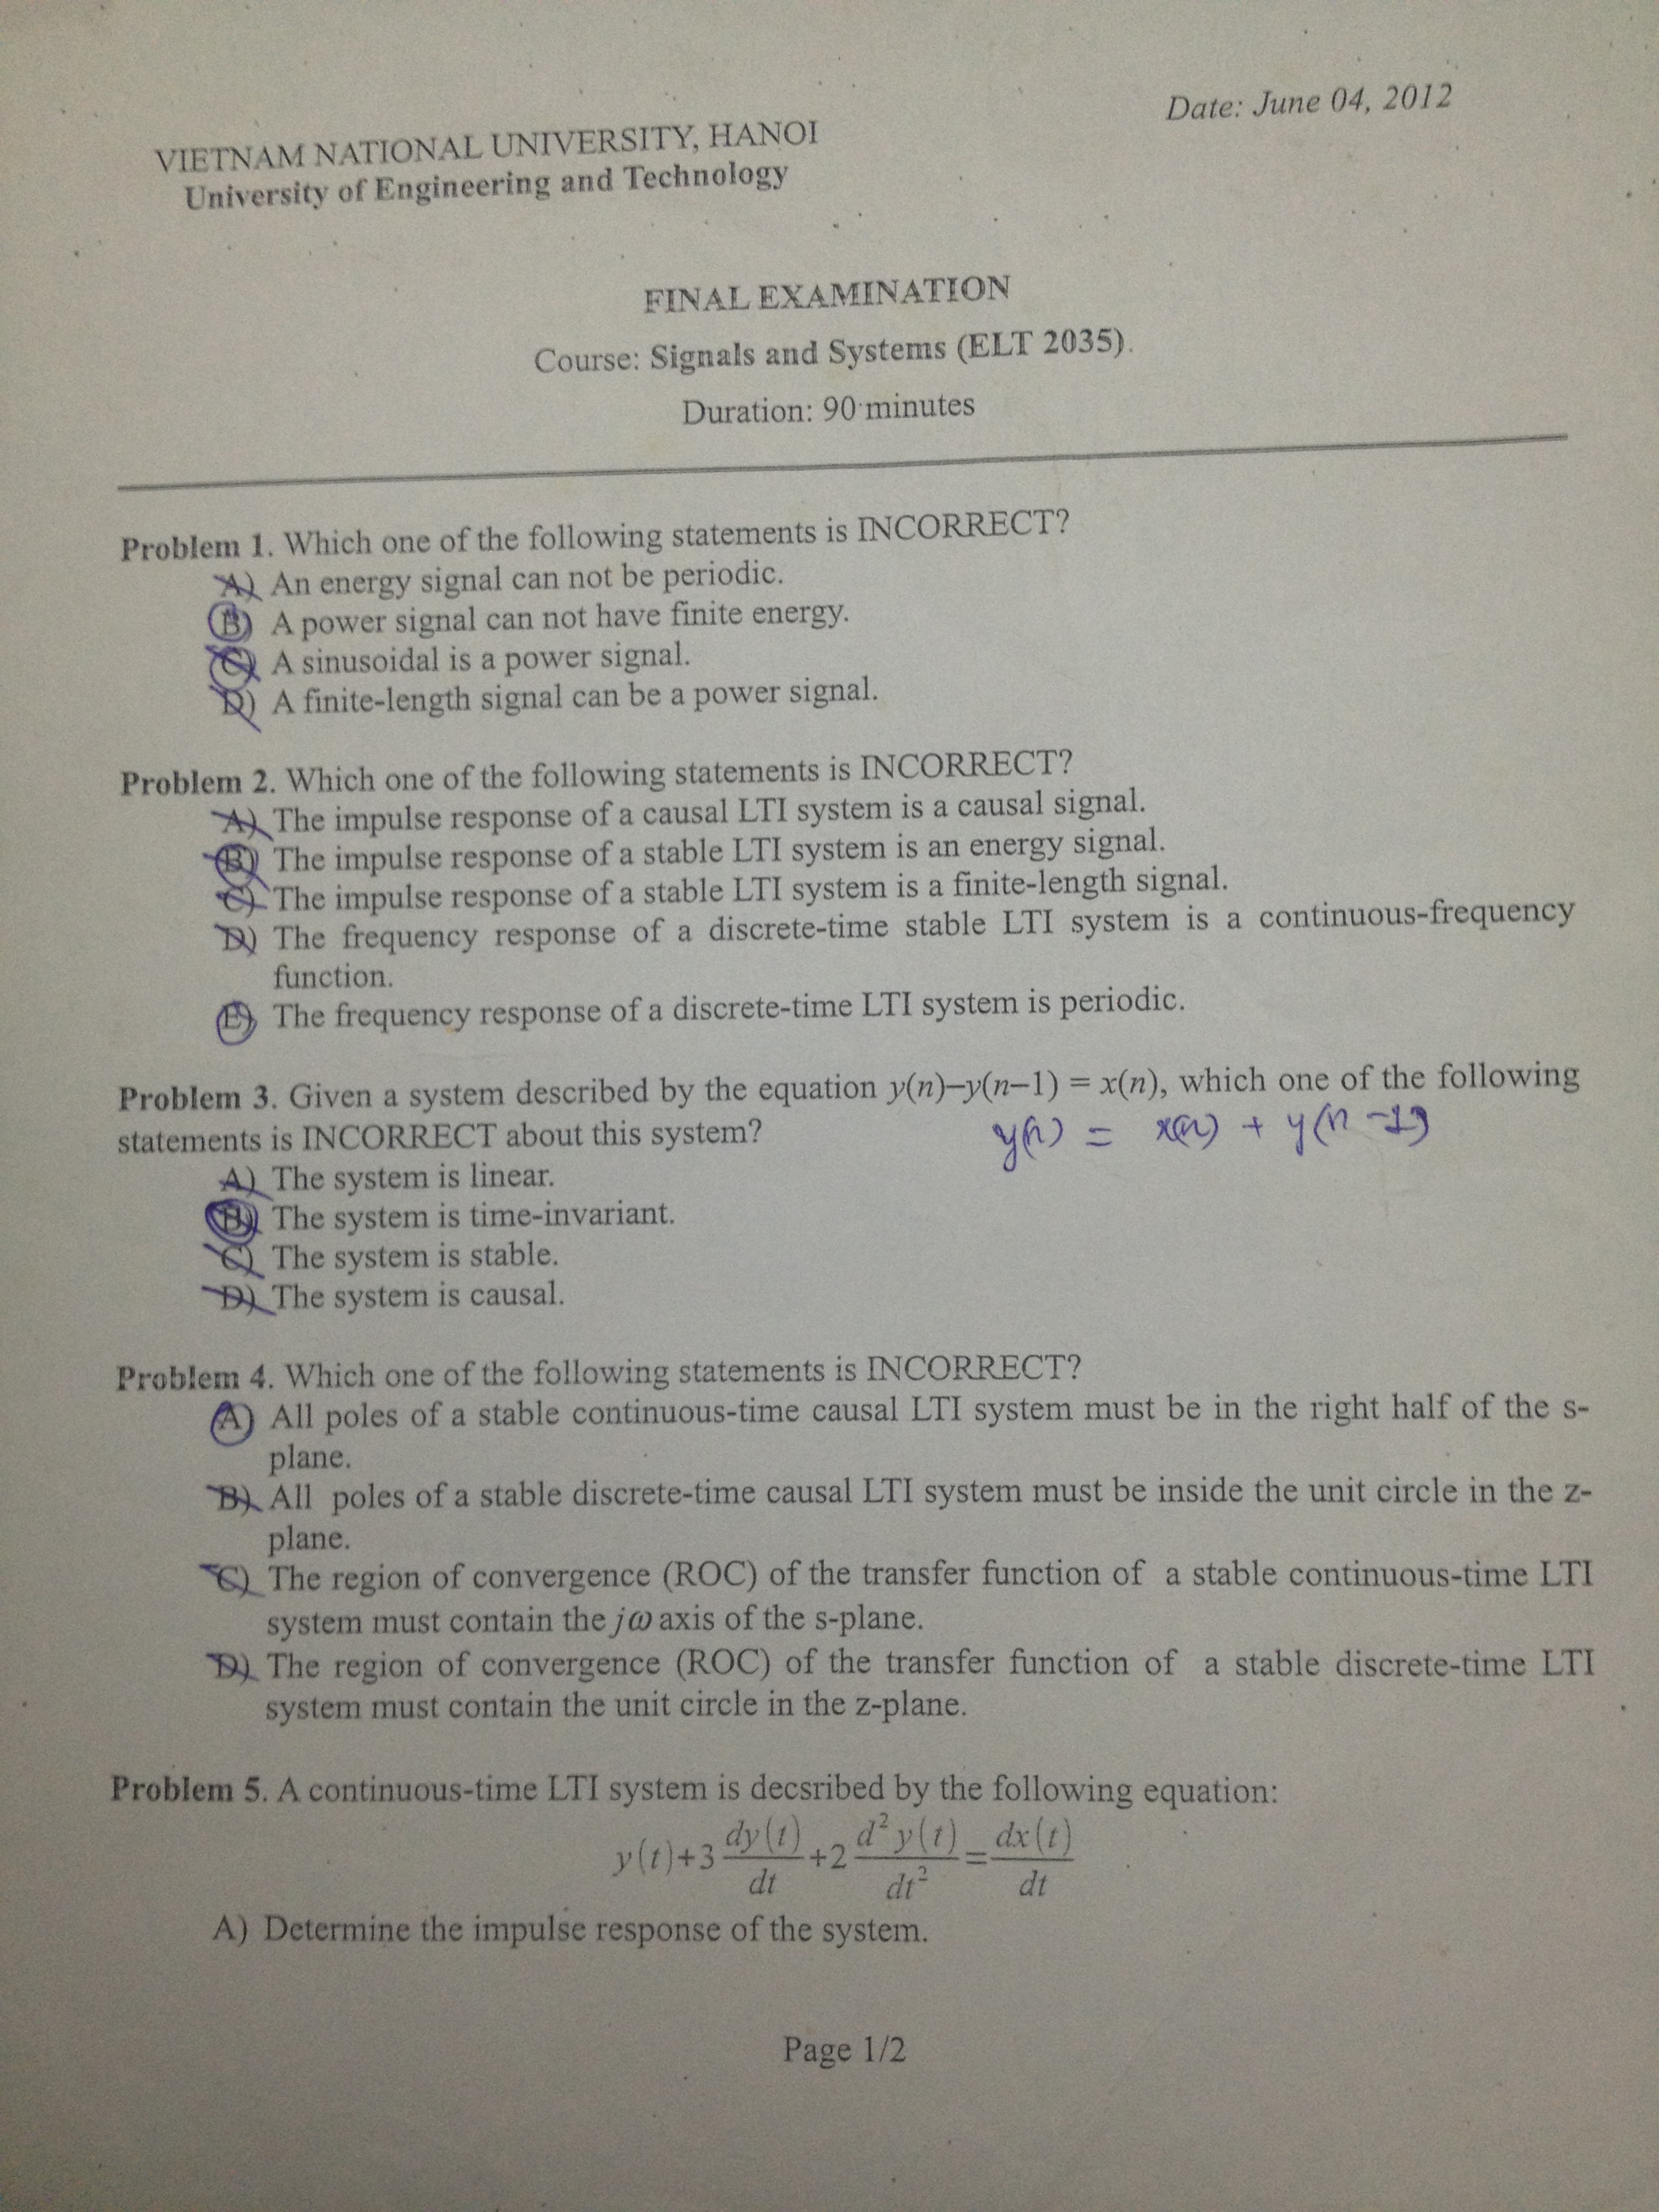 Date: June 04, 2012
VIETNAM NATIONAL UNIVERSITY, HANOI
University of Engineering and Technology
FINAL EXAMINATION
Course: Signals and Systems (ELT 2035).
Duration: 90 minutes
Problem 1. Which one of the following statements is INCORRECT?
A) An energy signal can not be periodic.
B) A power signal can not have finite energy.
C) A sinusoidal is a power signal.
D) A finite-length signal can be a power signal.
Problem 2. Which one of the following statements is INCORRECT?
A) The impulse response of a causal LTI system is a causal signal.
B) The impulse response of a stable LTI system is an energy signal.
C) The impulse response of a stable LTI system is a finite-length signal.
D) The frequency response of a discrete-time stable LTI system is a continuous-frequency
function.
E) The frequency response of a discrete-time LTI system is periodic.
Problem 3. Given a system described by the equation y(n)–y(n–1) = x(n), which one of the following
statements is INCORRECT about this system?
y(n) = x(n) + y(n-1)
A) The system is linear.
B) The system is time-invariant.
C) The system is stable.
D) The system is causal.
Problem 4. Which one of the following statements is INCORRECT?
A) All poles of a stable continuous-time causal LTI system must be in the right half of the s-
plane.
B) All poles of a stable discrete-time causal LTI system must be inside the unit circle in the z-
plane.
C) The region of convergence (ROC) of the transfer function of a stable continuous-time LTI
system must contain the jω axis of the s-plane.
D) The region of convergence (ROC) of the transfer function of a stable discrete-time LTI
system must contain the unit circle in the z-plane.
Problem 5. A continuous-time LTI system is decsribed by the following equation:
y(t)+3 dy(t)/dt +2 d²y(t)/dt² = dx(t)/dt
A) Determine the impulse response of the system.
Page 1/2